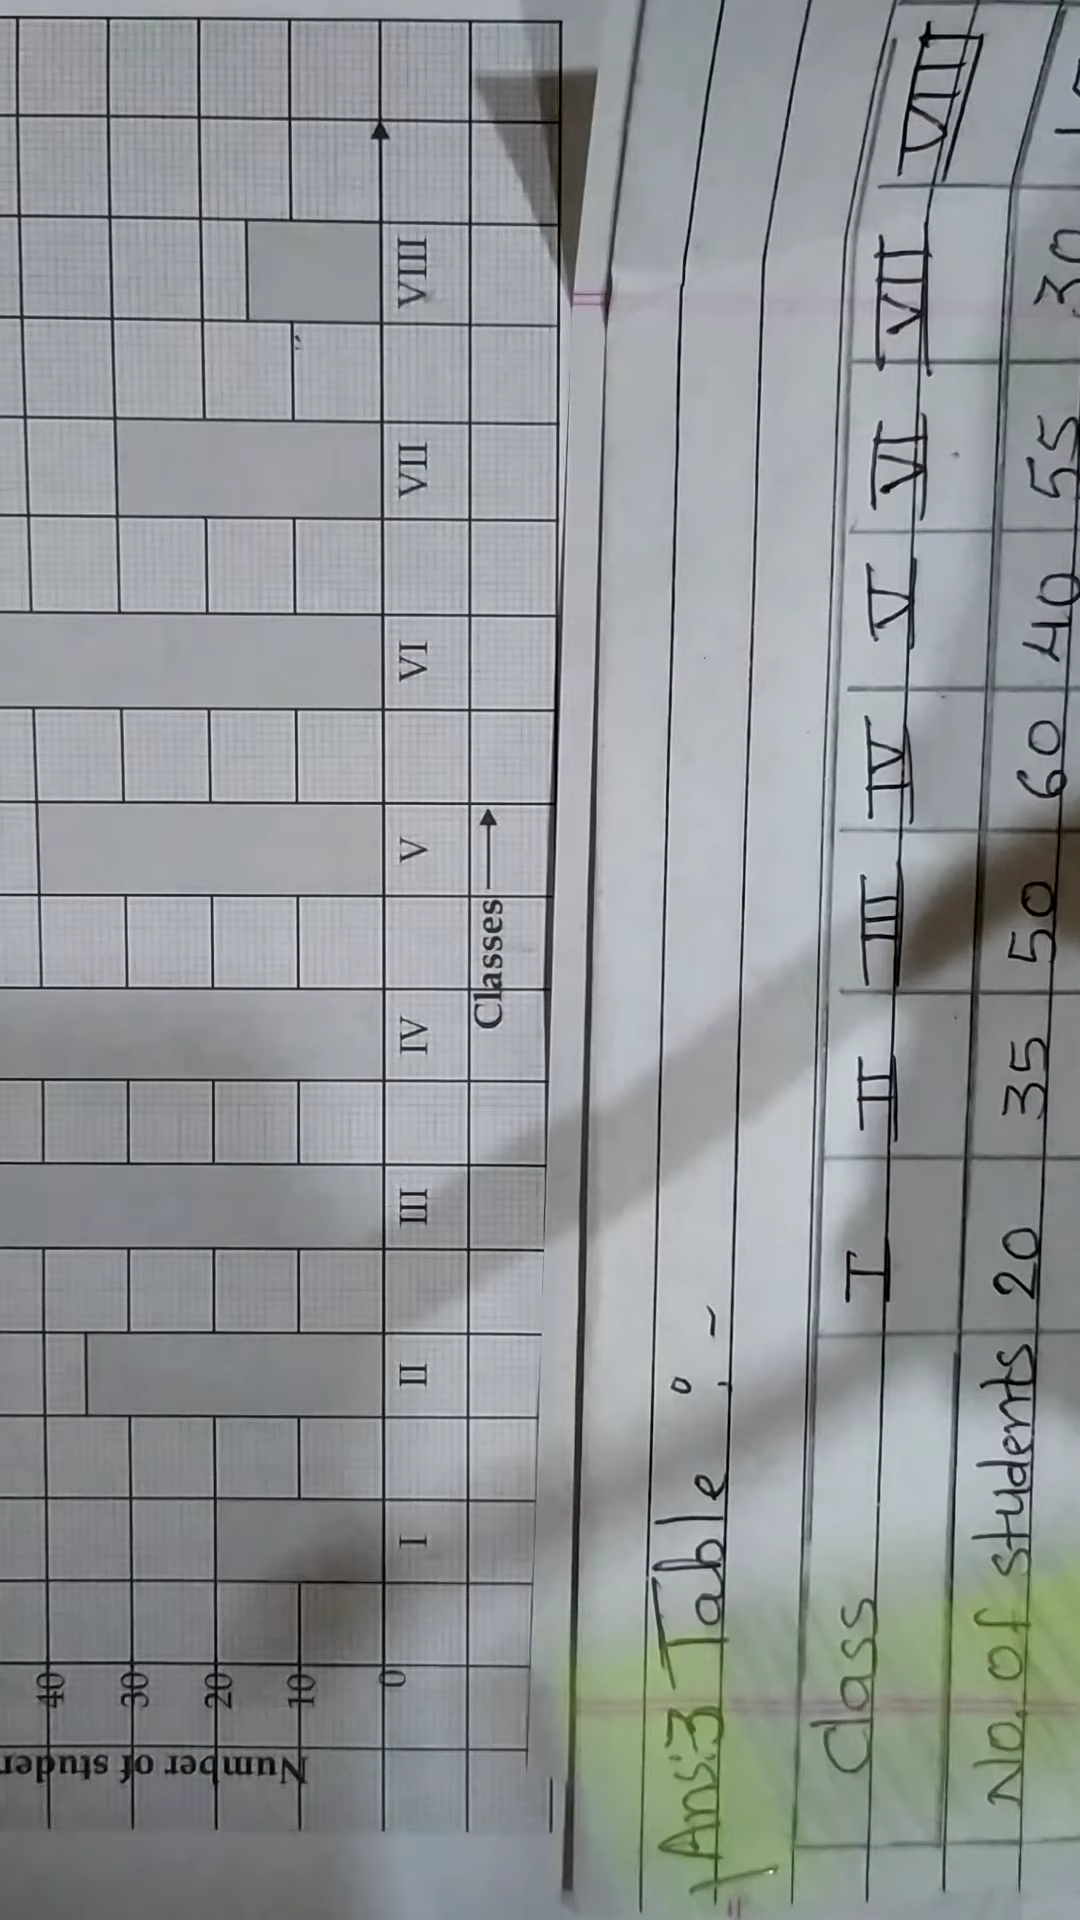 Number of studen
40
30
20
10
0
I II III IV V VI VII VIII
Classes
Ans:3 Table :-
Class I II III IV V VI VII VIII
No. of students 20 35 50 60 40 55 30